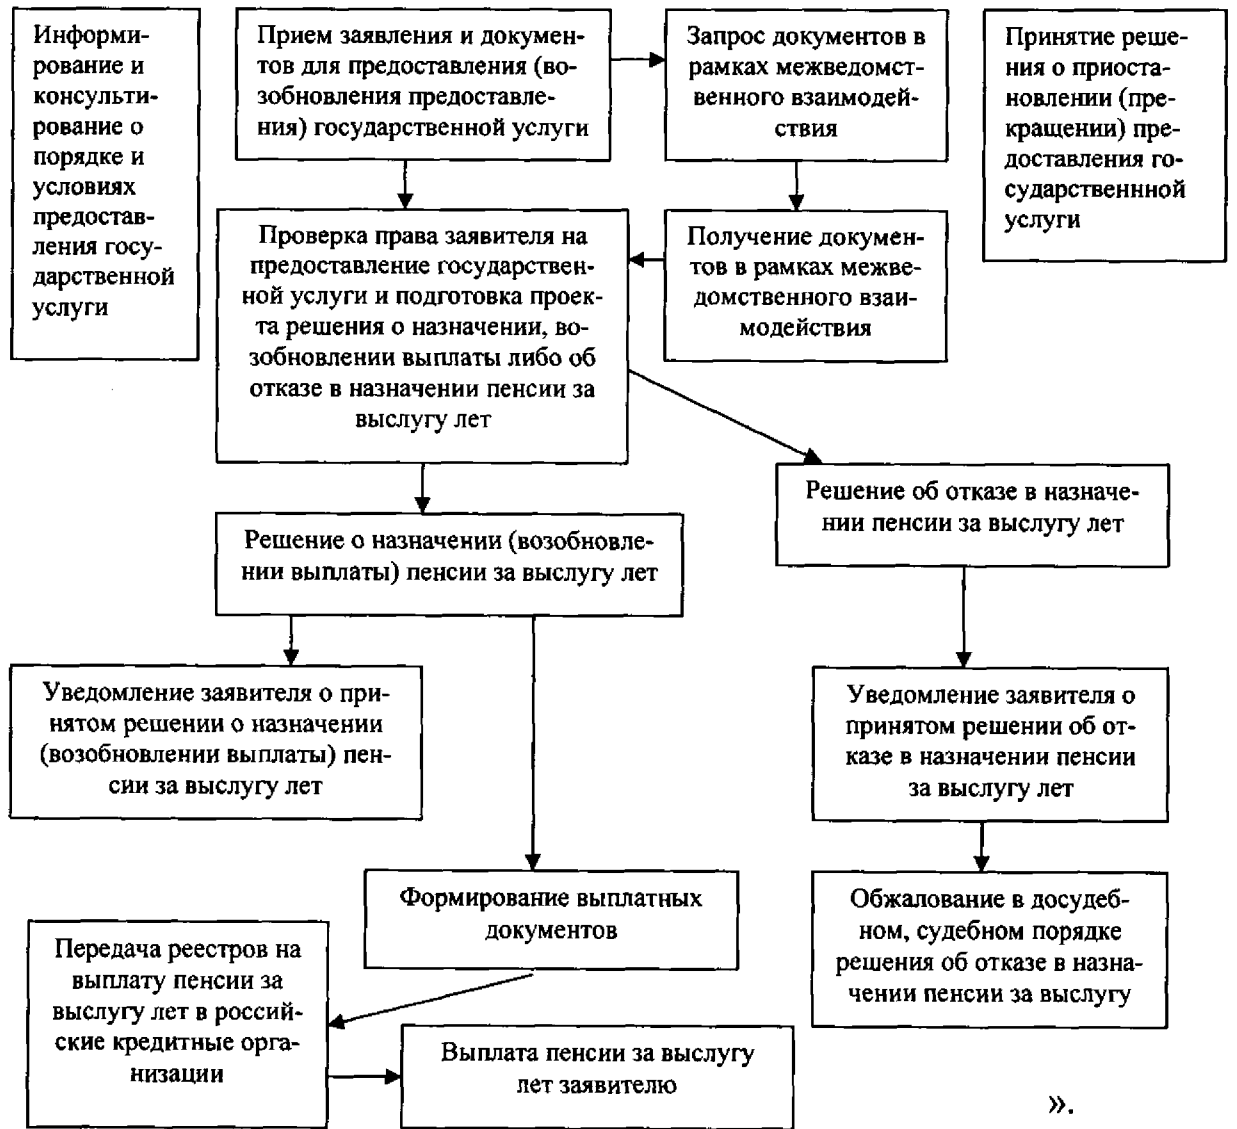 Информи-
рование и
консульти-
рование о
порядке и
условиях
предостав-
ления госу-
дарственной
услуги
Прием заявления и докумен-
тов для предоставления (во-
зобновления предоставле-
ния) государственной услуги
Запрос документов в
рамках межведомст-
венного взаимодей-
ствия
Принятие реше-
ния о приоста-
новлении (пре-
кращении) пре-
доставления го-
сударственнной
услуги
Проверка права заявителя на
предоставление государствен-
ной услуги и подготовка проек-
та решения о назначении, во-
зобновлении выплаты либо об
отказе в назначении пенсии за
выслугу лет
Получение докумен-
тов в рамках межве-
домственного взаи-
модействия
Решение об отказе в назначе-
нии пенсии за выслугу лет
Решение о назначении (возобновле-
нии выплаты) пенсии за выслугу лет
Уведомление заявителя о при-
нятом решении о назначении
(возобновлении выплаты) пен-
сии за выслугу лет
Уведомление заявителя о
принятом решении об от-
казе в назначении пенсии
за выслугу лет
Формирование выплатных
документов
Обжалование в досудеб-
ном, судебном порядке
решения об отказе в назна-
чении пенсии за выслугу
Передача реестров на
выплату пенсии за
выслугу лет в россий-
ские кредитные орга-
низации
Выплата пенсии за выслугу
лет заявителю
».